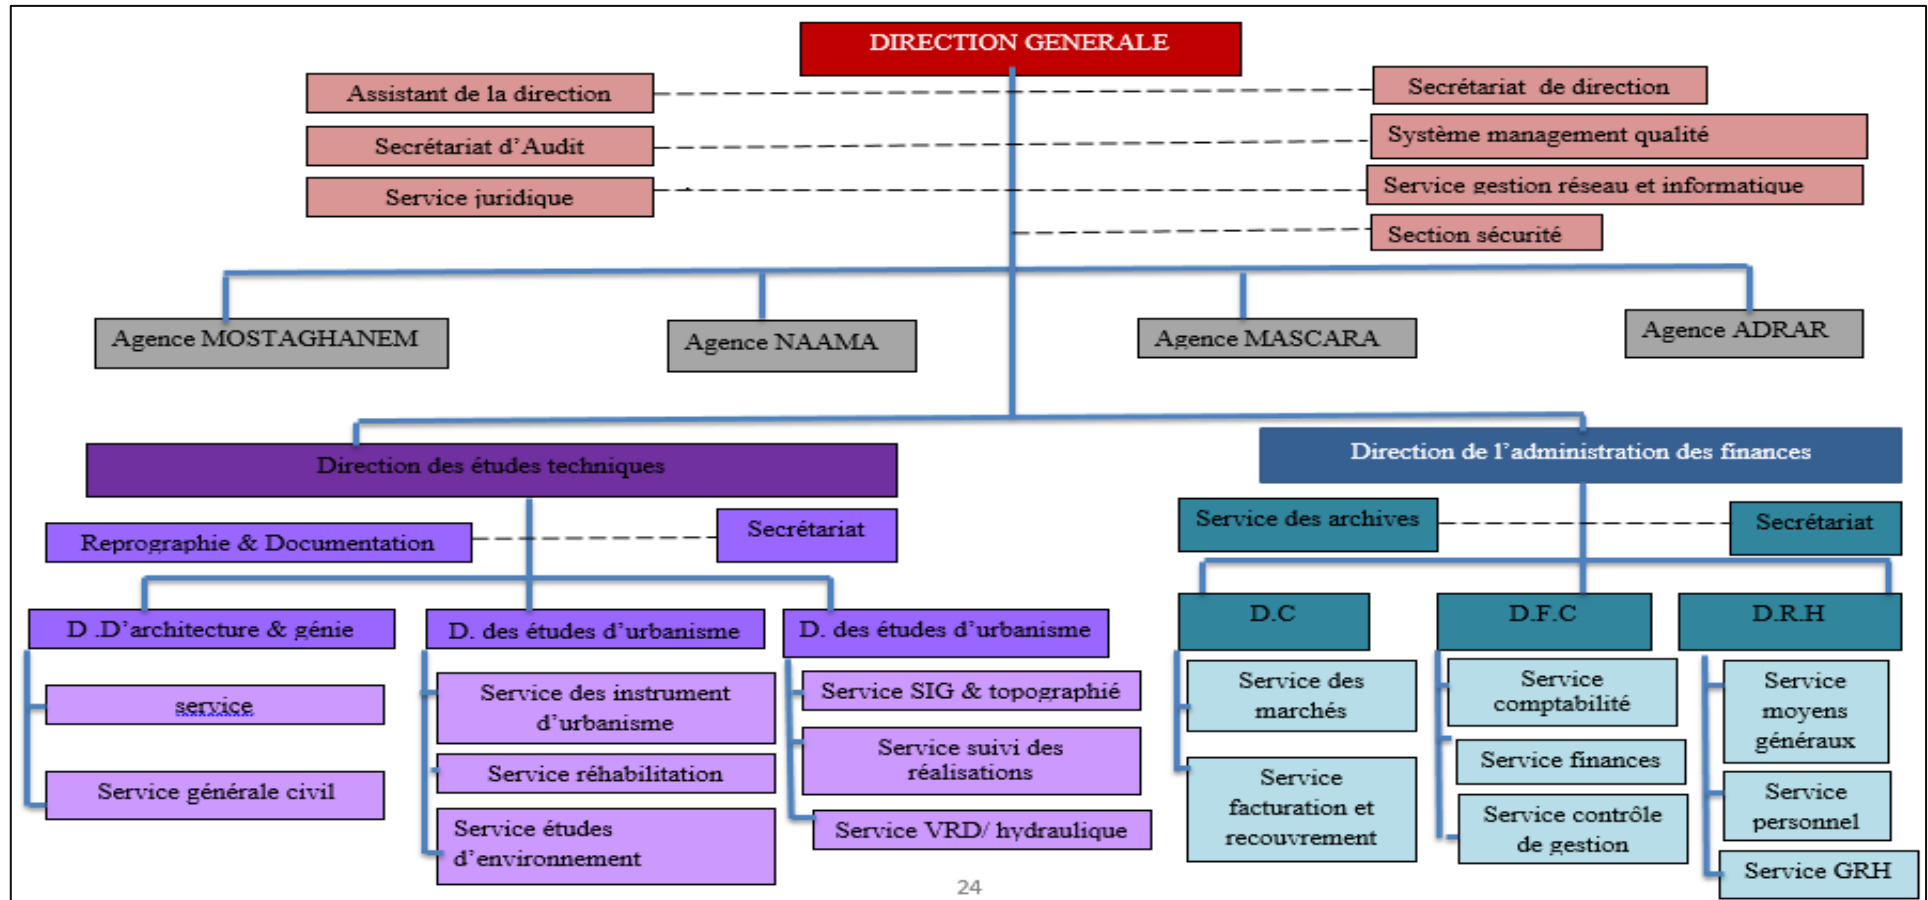 DIRECTION GENERALE
Assistant de la direction
Secrétariat de direction
Secrétariat d’Audit
Système management qualité
Service juridique
Service gestion réseau et informatique
Section sécurité
Agence MOSTAGHANEM
Agence NAAMA
Agence MASCARA
Agence ADRAR
Direction des études techniques
Direction de l’administration des finances
Reprographie & Documentation
Secrétariat
Service des archives
Secrétariat
D .D’architecture & génie
service
Service générale civil
D. des études d’urbanisme
Service des instrument
d’urbanisme
Service réhabilitation
Service études
d’environnement
D. des études d’urbanisme
Service SIG & topographié
Service suivi des
réalisations
Service VRD/ hydraulique
D.C
Service des
marchés
Service
facturation et
recouvrement
D.F.C
Service
comptabilité
Service finances
Service contrôle
de gestion
D.R.H
Service
moyens
généraux
Service
personnel
Service GRH
24